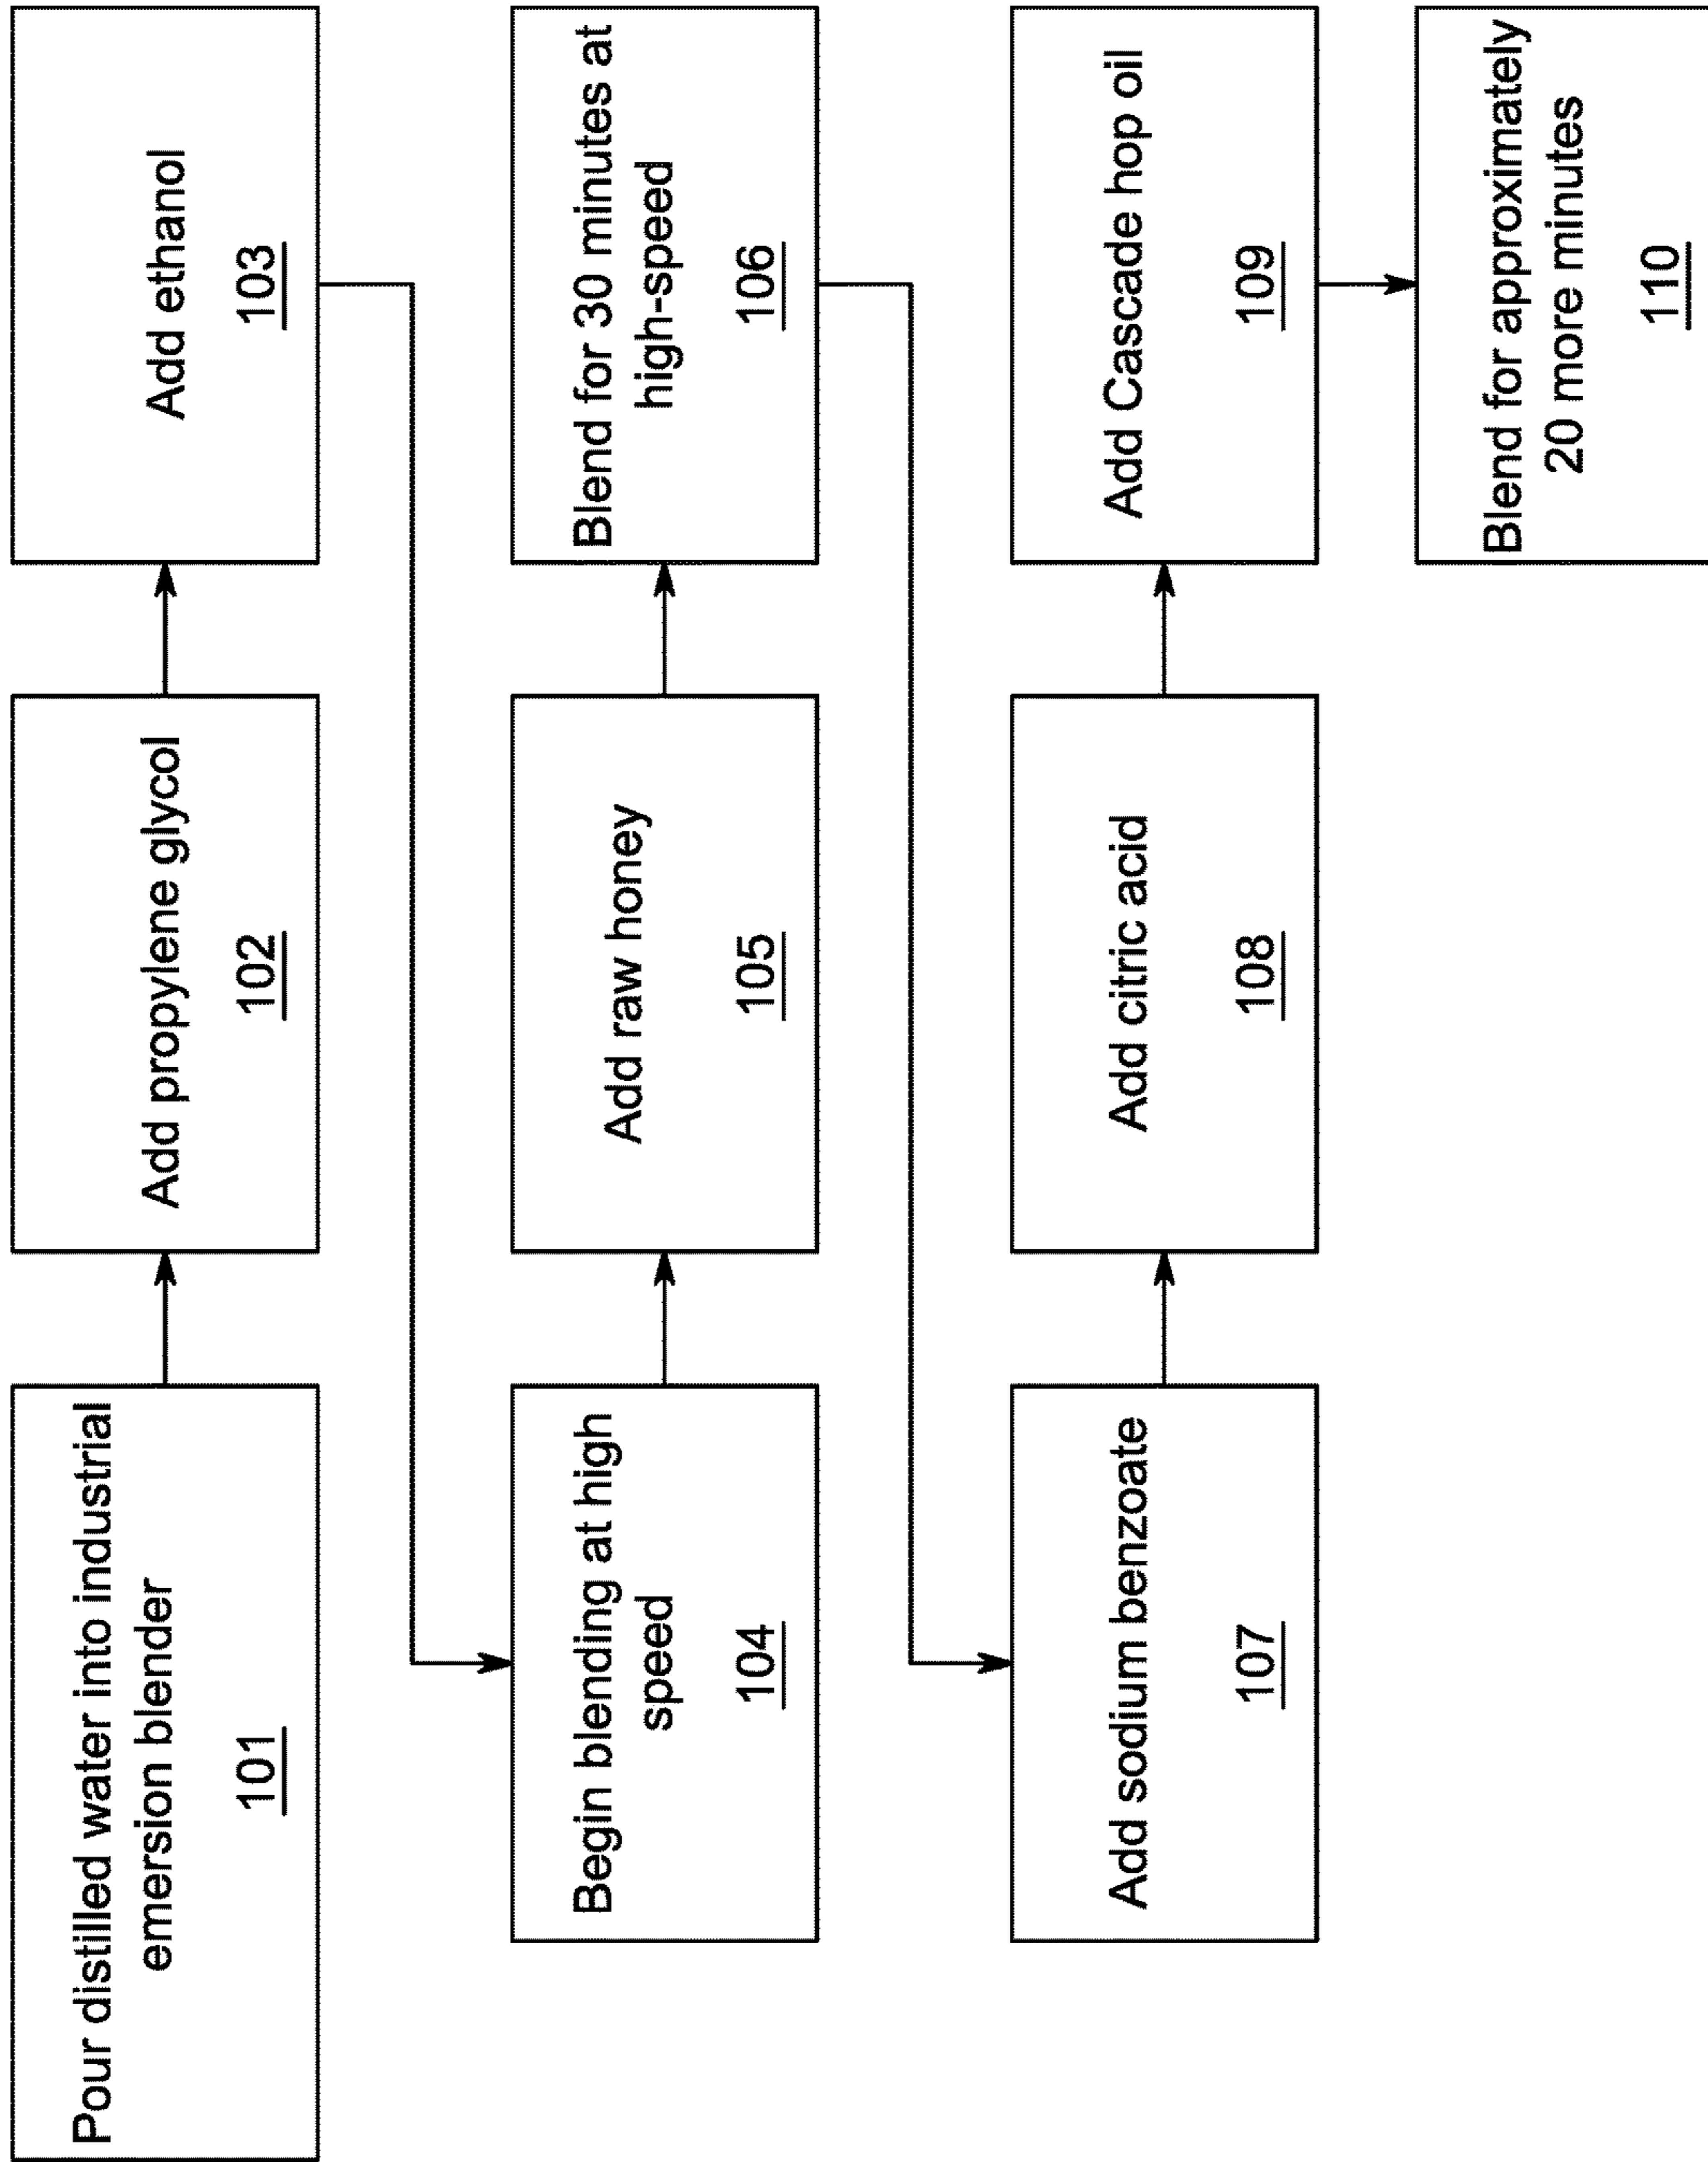 Pour distilled water into industrial
emersion blender
101
Add propylene glycol
102
Add ethanol
103
Begin blending at high
speed
104
Add raw honey
105
Blend for 30 minutes at
high-speed
106
Add sodium benzoate
107
Add citric acid
108
Add Cascade hop oil
109
Blend for approximately
20 more minutes
110